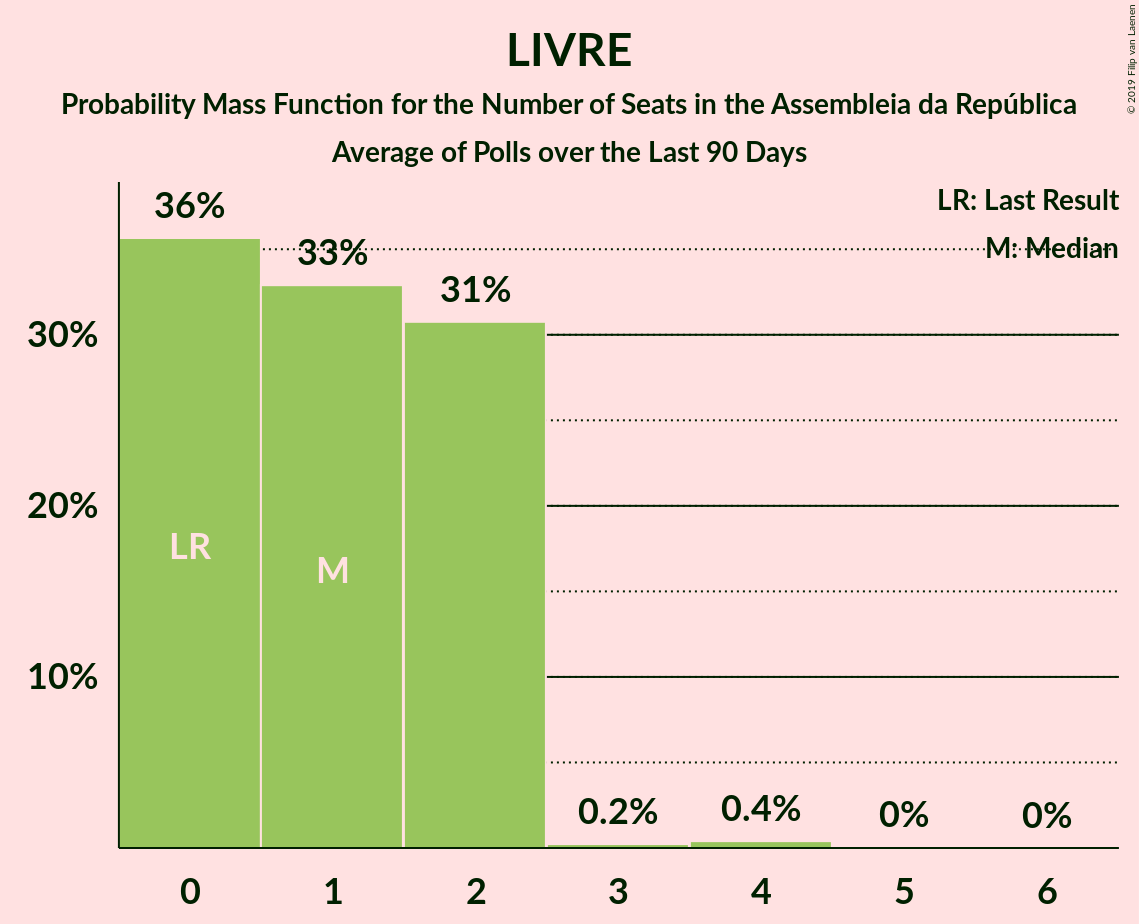 LIVRE
Probability Mass Function for the Number of Seats in the Assembleia da República
Average of Polls over the Last 90 Days
© 2019 Filip van Laenen
LR: Last Result
M: Median
36%
33%
31%
0.2%
0.4%
0%
0%
30%
20%
10%
LR
M
0 1 2 3 4 5 6